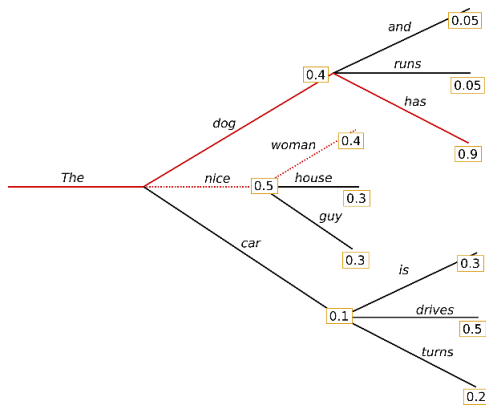 and
0.05
0.4
runs
0.05
has
dog
woman
0.4
0.9
The
nice
0.5
house
0.3
guy
car
0.3
is
0.3
0.1
drives
0.5
turns
0.2